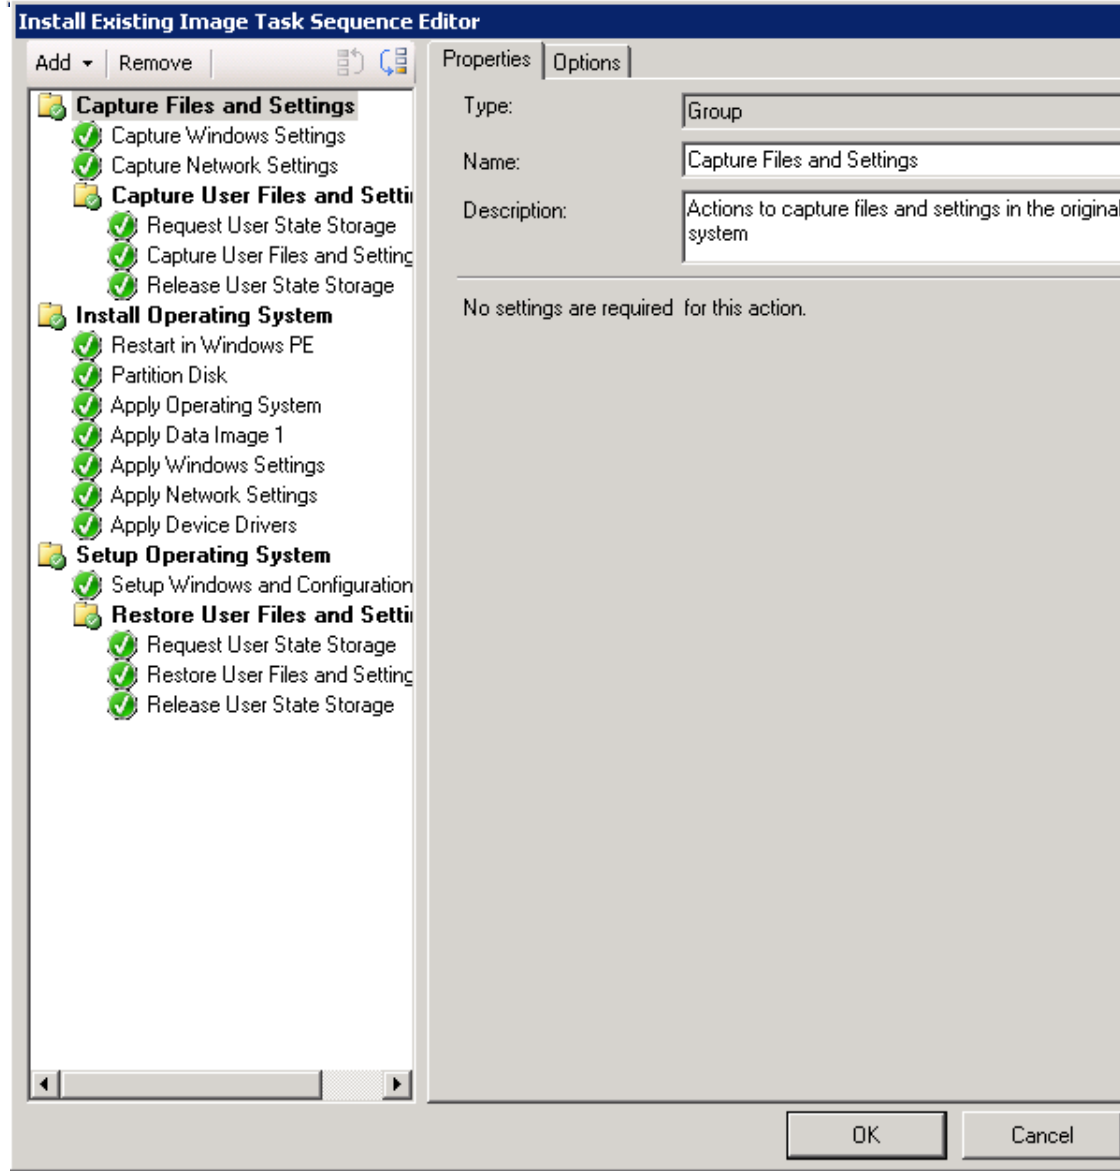 Install Existing Image Task Sequence Editor
Add Remove
Capture Files and Settings
Capture Windows Settings
Capture Network Settings
Capture User Files and Setti
Request User State Storage
Capture User Files and Setting
Release User State Storage
Install Operating System
Restart in Windows PE
Partition Disk
Apply Operating System
Apply Data Image 1
Apply Windows Settings
Apply Network Settings
Apply Device Drivers
Setup Operating System
Setup Windows and Configuration
Restore User Files and Setti
Request User State Storage
Restore User Files and Setting
Release User State Storage
Properties Options
Type: Group
Name: Capture Files and Settings
Description: Actions to capture files and settings in the original
system
No settings are required for this action.
OK Cancel